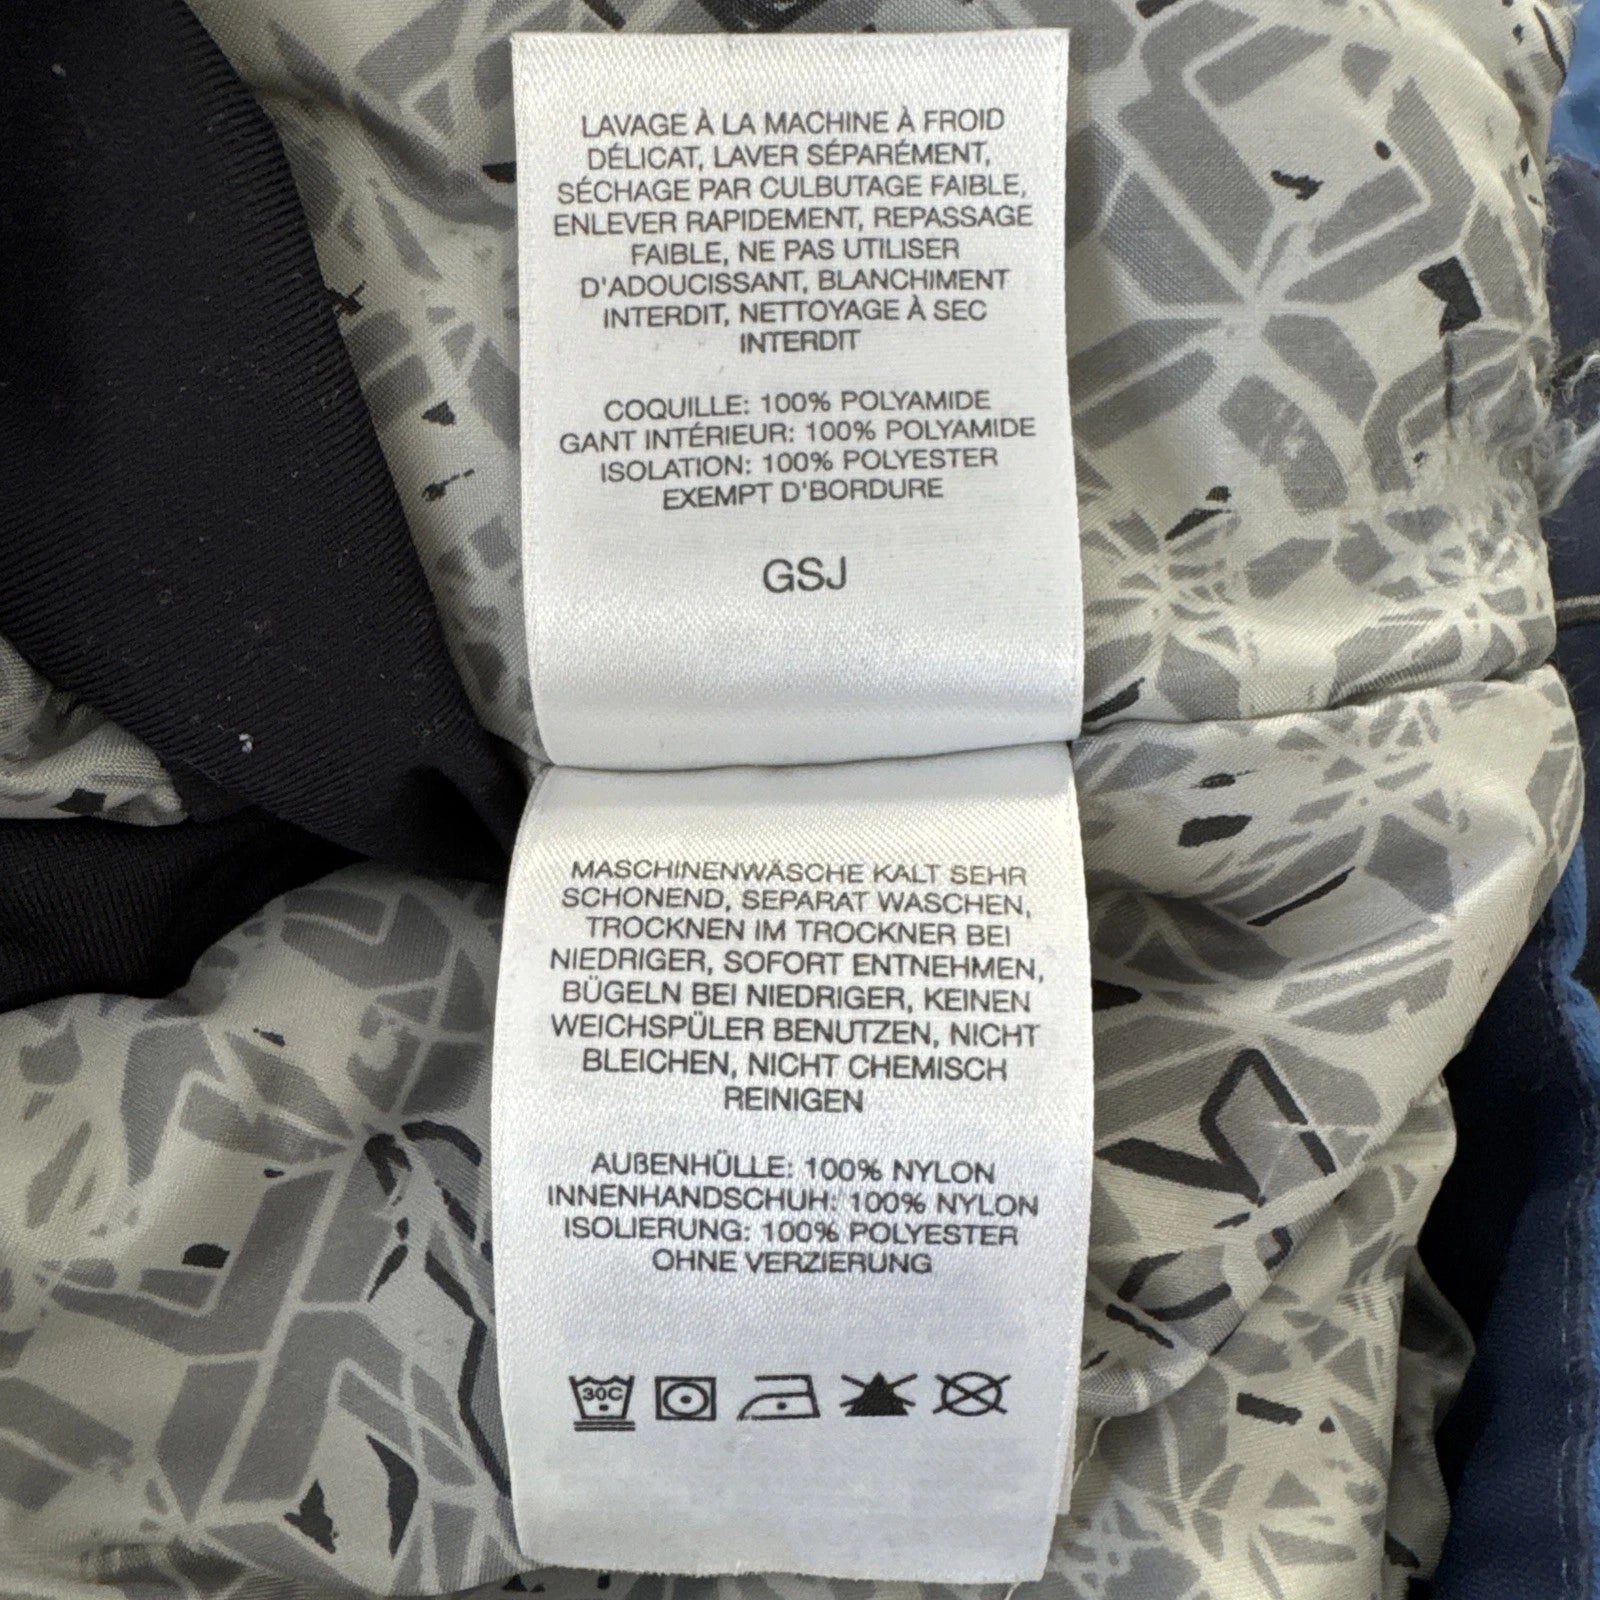 LAVAGE À LA MACHINE À FROID
DÉLICAT, LAVER SÉPARÉMENT,
SÉCHAGE PAR CULBUTAGE FAIBLE,
ENLEVER RAPIDEMENT, REPASSAGE
FAIBLE, NE PAS UTILISER
D'ADOUCISSANT, BLANCHIMENT
INTERDIT, NETTOYAGE À SEC
INTERDIT
COQUILLE: 100% POLYAMIDE
GANT INTÉRIEUR: 100% POLYAMIDE
ISOLATION: 100% POLYESTER
EXEMPT D'BORDURE
GSJ
MASCHINENWÄSCHE KALT SEHR
SCHONEND, SEPARAT WASCHEN,
TROCKNEN IM TROCKNER BEI
NIEDRIGER, SOFORT ENTNEHMEN,
BÜGELN BEI NIEDRIGER, KEINEN
WEICHSPÜLER BENUTZEN, NICHT
BLEICHEN, NICHT CHEMISCH
REINIGEN
AUßENHÜLLE: 100% NYLON
INNENHANDSCHUH: 100% NYLON
ISOLIERUNG: 100% POLYESTER
OHNE VERZIERUNG
30C